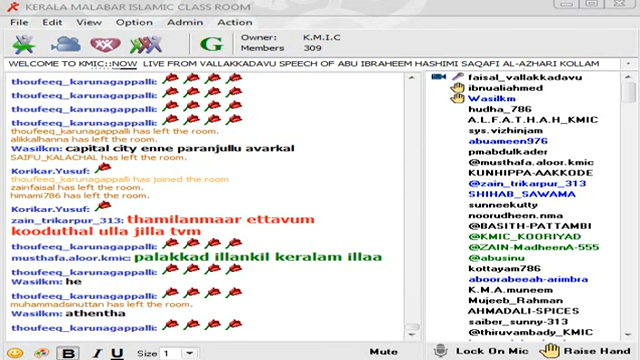 KERALA MALABAR ISLAMIC CLASS ROOM
File Edit View Option Admin Action
G
Owner: K.M.I.C
Members 309
WELCOME TO KMIC::NOW LIVE FROM VALLAKKADAVU SPEECH OF ABU IBRAHEEM HASHIMI SAQAFI AL-AZHARI KOLLAM
thoufeeq_karunagappalli:
thoufeeq_karunagappalli:
thoufeeq_karunagappalli:
thoufeeq_karunagappalli:
thoufeeq_karunagappalli has left the room.
alikkalhanna has left the room.
Wasilkm: capital city enne paranjullu avarkal
SAIFU_KALACHAL has left the room.
Korikar.Yusuf:
thoufeeq_karunagappalli has joined the room
zainfaisal has left the room.
himami786 has left the room.
Korikar.Yusuf:
zain_trikarpur_313: thamilanmaar ettavum
kooduthal ulla jilla tvm
thoufeeq_karunagappalli:
musthafa.aloor.kmic: palakkad illankil keralam illaa
thoufeeq_karunagappalli:
Wasilkm: he
thoufeeq_karunagappalli:
muhammadsinuttan has left the room.
Wasilkm: athentha
thoufeeq_karunagappalli:
faisal_vallakkadavu
ibnualiahmed
Wasilkm
hudha_786
A.L.F.A.T.H.A.H_KMIC
sys.vizhinjam
abuameen976
pmabdulkader
@musthafa.aloor.kmic
KUNHIPPA-AAKKODE
@zain_trikarpur_313
SHIHAB_SAWAMA
sunneekutty
noorudheen.nma
@BASITH-PATTAMBI
@KMIC_KOORIYAD
@ZAIN-MadheenA-555
@abusinu
kottayam786
aboorabeeah-arimbra
K.M.A.muneem
Mujeeb_Rahman
AHMADALI-SPICES
saiber_sunny-313
@thiruvambady_KMIC
B I U Size 1 Mute Lock On Mic Raise Hand